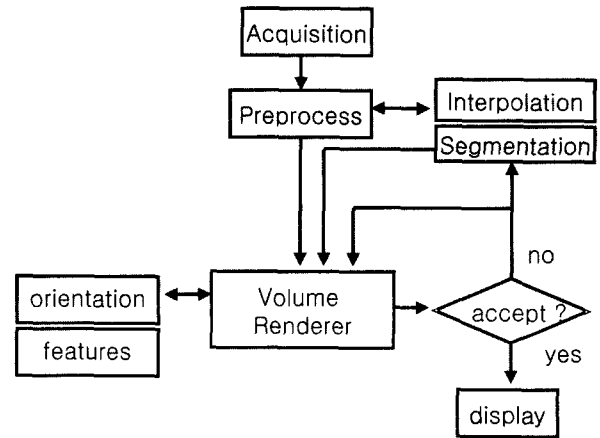 Acquisition
Preprocess
Interpolation
Segmentation
no
orientation
features
Volume
Renderer
accept ?
yes
display